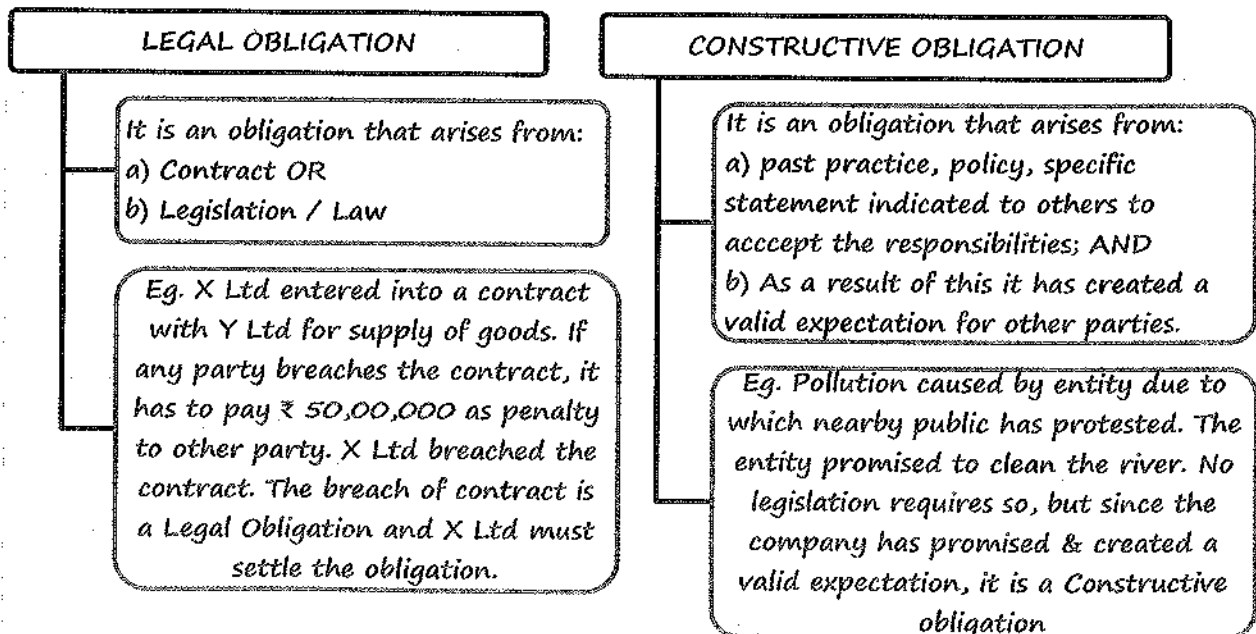 LEGAL OBLIGATION
It is an obligation that arises from:
a) Contract OR
b) Legislation / Law
Eg. X Ltd entered into a contract
with Y Ltd for supply of goods. If
any party breaches the contract, it
has to pay ₹ 50,00,000 as penalty
to other party. X Ltd breached the
contract. The breach of contract is
a Legal Obligation and X Ltd must
settle the obligation.
CONSTRUCTIVE OBLIGATION
It is an obligation that arises from:
a) past practice, policy, specific
statement indicated to others to
acccept the responsibilities; AND
b) As a result of this it has created a
valid expectation for other parties.
Eg. Pollution caused by entity due to
which nearby public has protested. The
entity promised to clean the river. No
legislation requires so, but since the
company has promised & created a
valid expectation, it is a Constructive
obligation